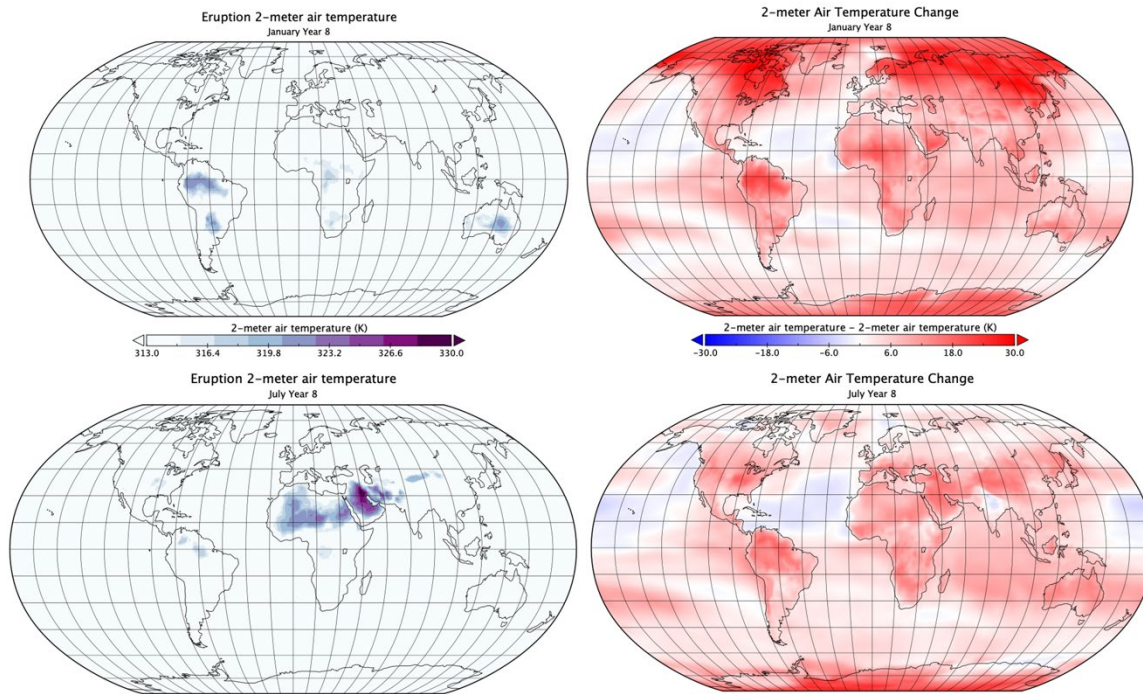 Eruption 2-meter air temperature
January Year 8
2-meter air temperature (K)
313.0 316.4 319.8 323.2 326.6 330.0
2-meter Air Temperature Change
January Year 8
2-meter air temperature - 2-meter air temperature (K)
-30.0 -18.0 -6.0 6.0 18.0 30.0
Eruption 2-meter air temperature
July Year 8
2-meter Air Temperature Change
July Year 8